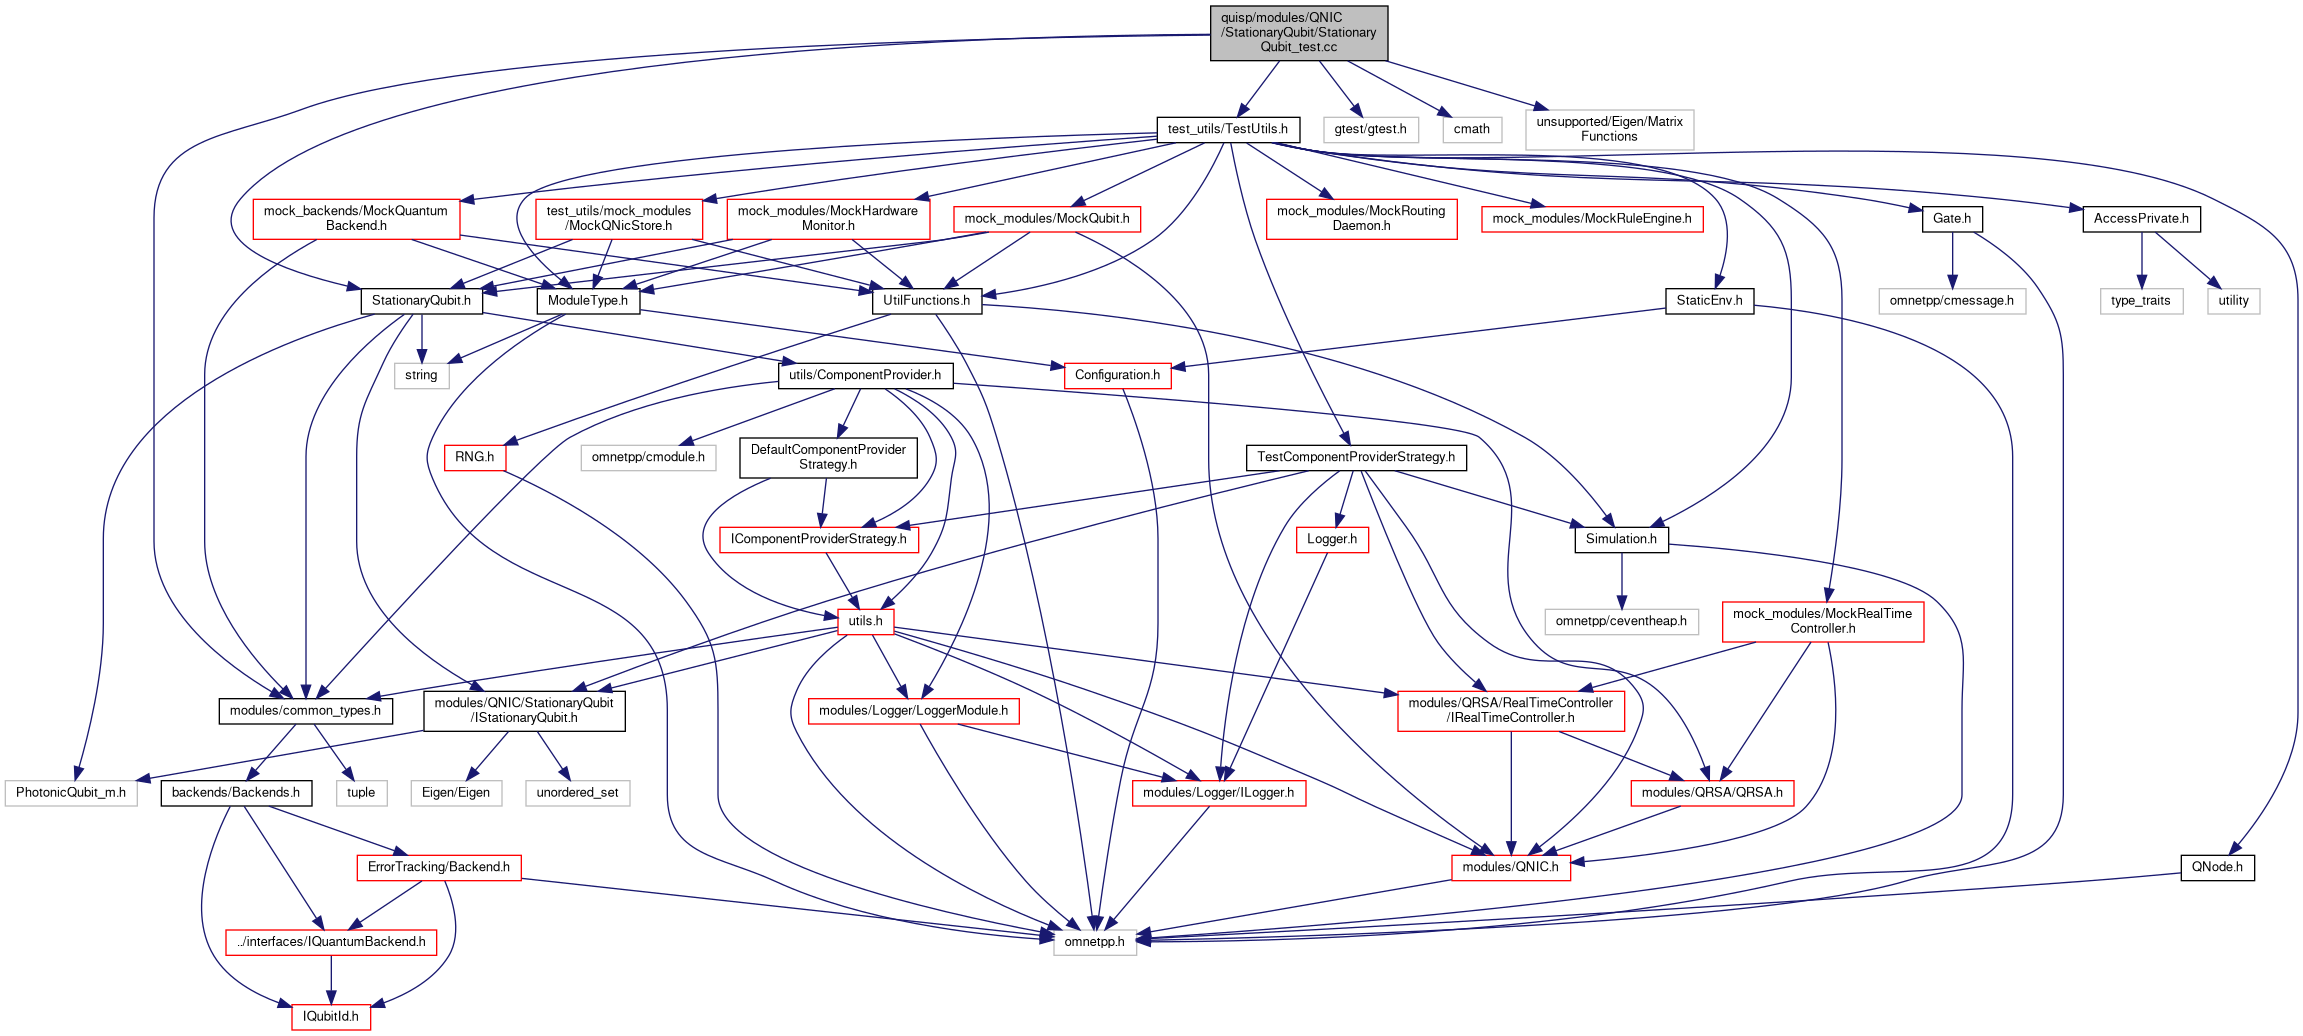 quisp/modules/QNIC
/StationaryQubit/Stationary
Qubit_test.cc
test_utils/TestUtils.h
gtest/gtest.h
cmath
unsupported/Eigen/Matrix
Functions
mock_backends/MockQuantum
Backend.h
test_utils/mock_modules
/MockQNicStore.h
mock_modules/MockHardware
Monitor.h
mock_modules/MockQubit.h
mock_modules/MockRouting
Daemon.h
mock_modules/MockRuleEngine.h
Gate.h
AccessPrivate.h
StationaryQubit.h
ModuleType.h
UtilFunctions.h
StaticEnv.h
omnetpp/cmessage.h
type_traits
utility
string
utils/ComponentProvider.h
Configuration.h
RNG.h
omnetpp/cmodule.h
DefaultComponentProvider
Strategy.h
TestComponentProviderStrategy.h
IComponentProviderStrategy.h
Logger.h
Simulation.h
utils.h
omnetpp/ceventheap.h
mock_modules/MockRealTime
Controller.h
modules/common_types.h
modules/QNIC/StationaryQubit
/IStationaryQubit.h
modules/Logger/LoggerModule.h
modules/QRSA/RealTimeController
/IRealTimeController.h
PhotonicQubit_m.h
backends/Backends.h
tuple
Eigen/Eigen
unordered_set
modules/Logger/ILogger.h
modules/QRSA/QRSA.h
ErrorTracking/Backend.h
modules/QNIC.h
QNode.h
../interfaces/IQuantumBackend.h
omnetpp.h
IQubitId.h